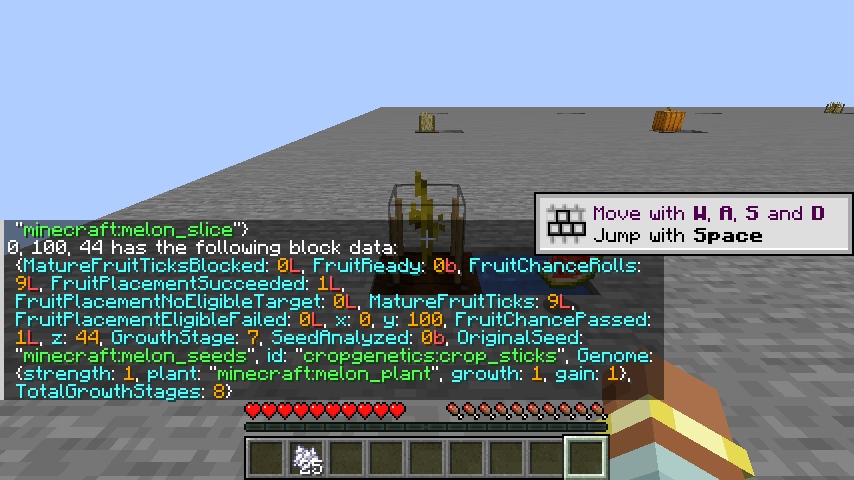 "minecraft:melon_slice"}
0, 100, 44 has the following block data:
{MatureFruitTicksBlocked: 0L, FruitReady: 0b, FruitChanceRolls:
9L, FruitPlacementSucceeded: 1L,
FruitPlacementNoEligibleTarget: 0L, MatureFruitTicks: 9L,
FruitPlacementEligibleFailed: 0L, x: 0, y: 100, FruitChancePassed:
1L, z: 44, GrowthStage: 7, SeedAnalyzed: 0b, OriginalSeed:
"minecraft:melon_seeds", id: "cropgenetics:crop_sticks", Genome:
{strength: 1, plant: "minecraft:melon_plant", growth: 1, gain: 1},
TotalGrowthStages: 8}
Move with W, A, S and D
Jump with Space
25